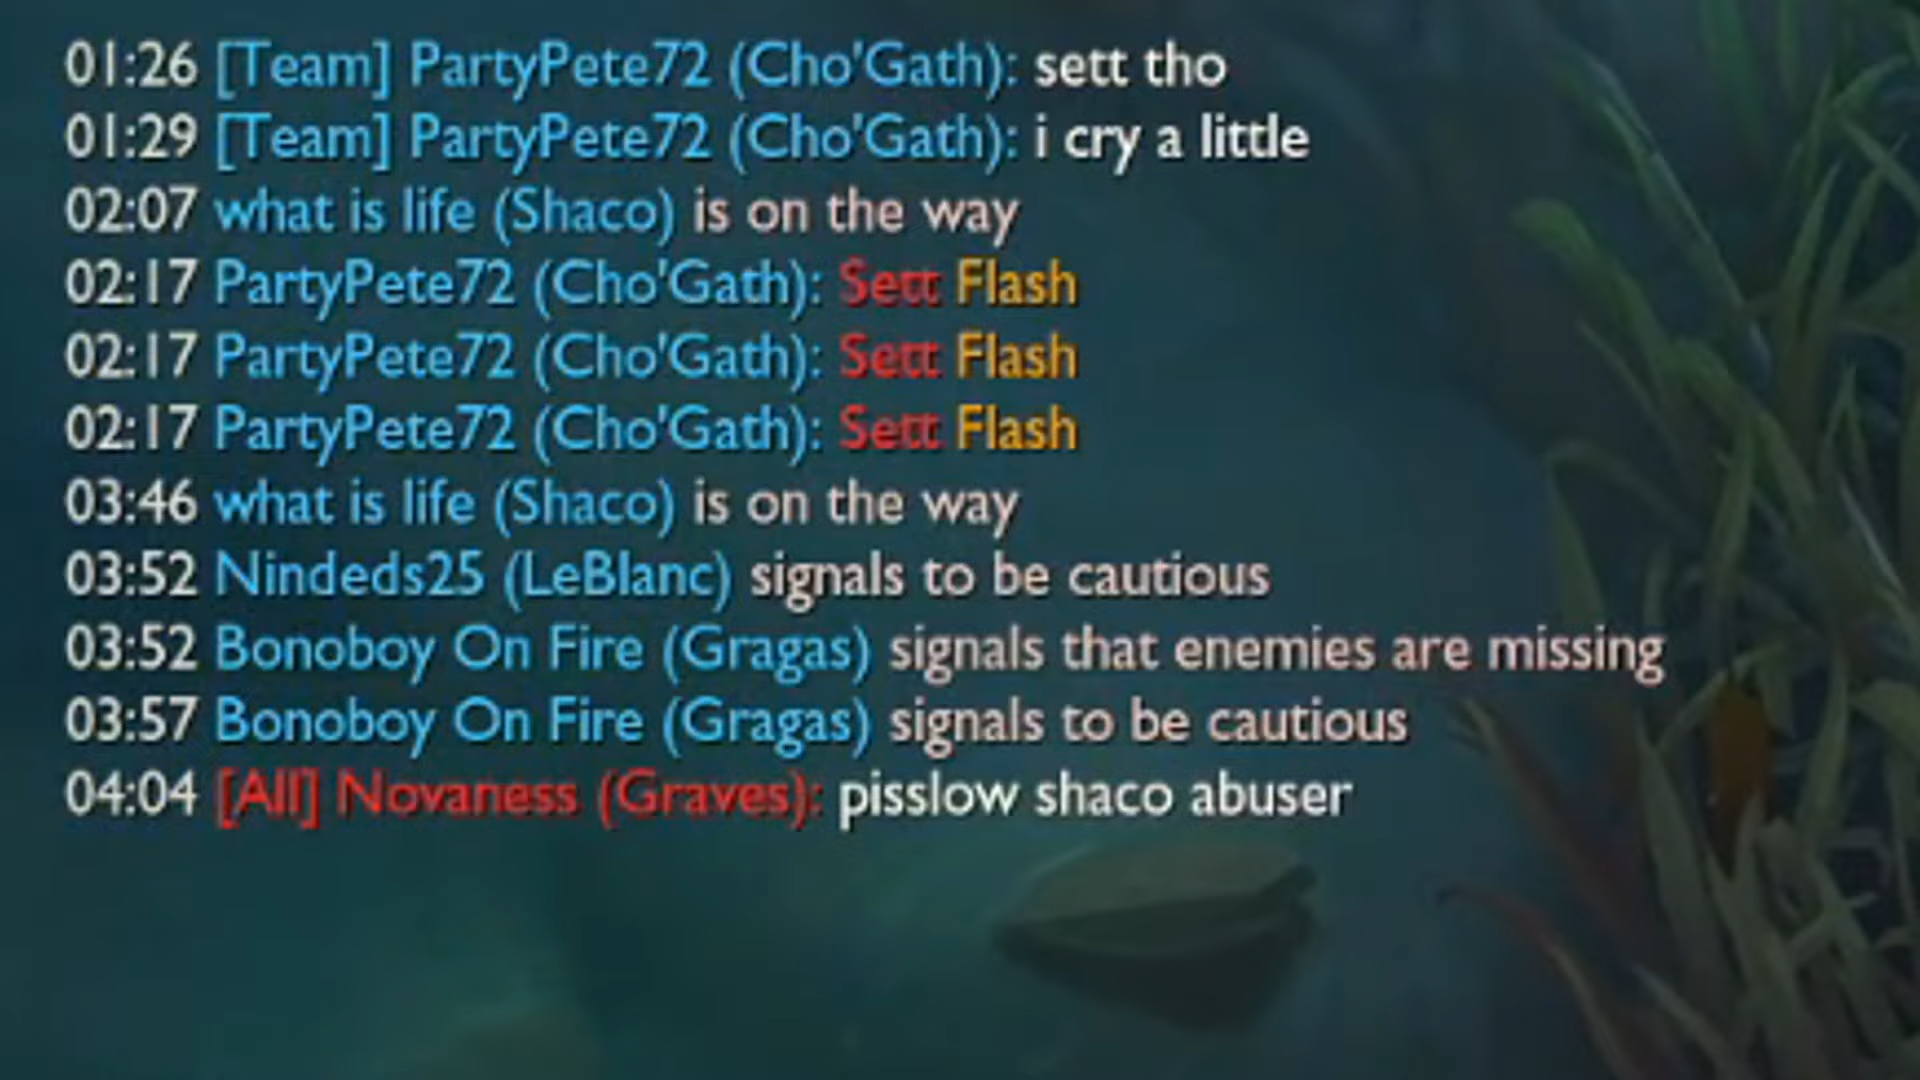 01:26 [Team] PartyPete72 (Cho'Gath): sett tho
01:29 [Team] PartyPete72 (Cho'Gath): i cry a little
02:07 what is life (Shaco) is on the way
02:17 PartyPete72 (Cho'Gath): Sett Flash
02:17 PartyPete72 (Cho'Gath): Sett Flash
02:17 PartyPete72 (Cho'Gath): Sett Flash
03:46 what is life (Shaco) is on the way
03:52 Nindeds25 (LeBlanc) signals to be cautious
03:52 Bonoboy On Fire (Gragas) signals that enemies are missing
03:57 Bonoboy On Fire (Gragas) signals to be cautious
04:04 [All] Novaness (Graves): pisslow shaco abuser